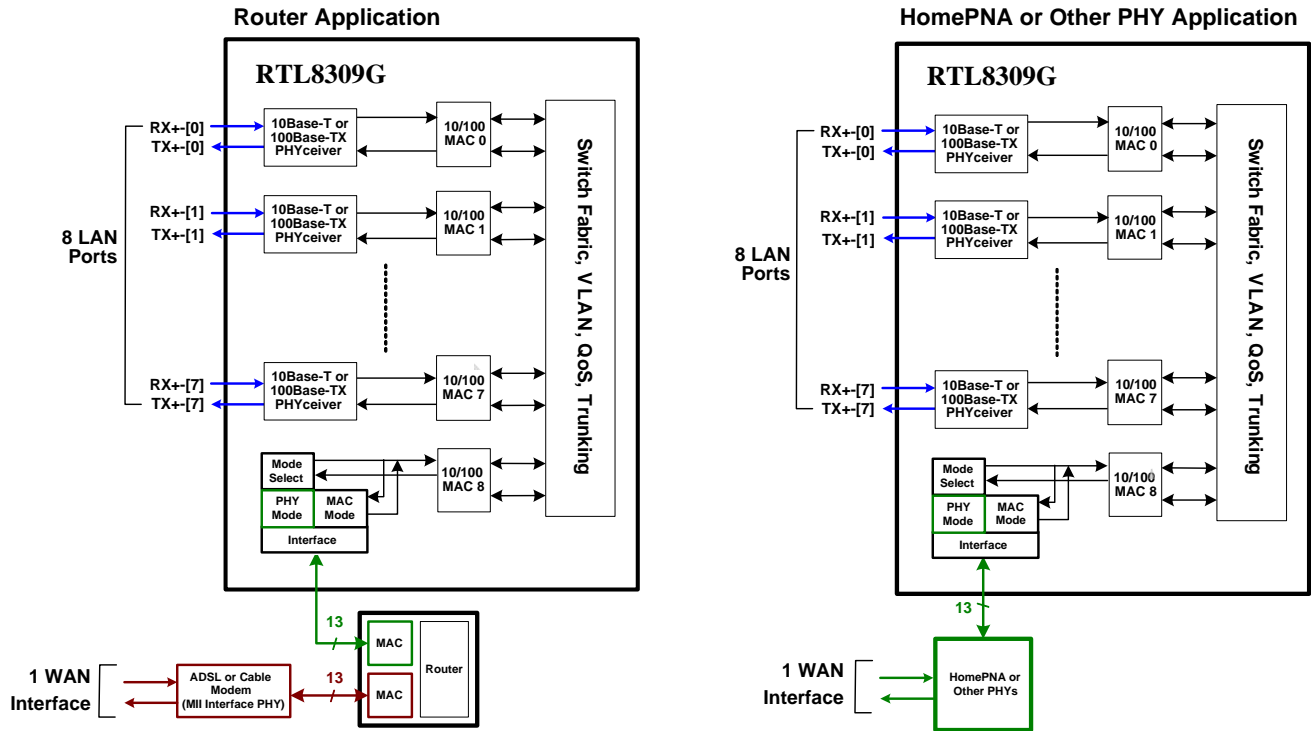 Router Application
RTL8309G
8 LAN
Ports
RX+-[0]
TX+-[0]
10Base-T or
100Base-TX
PHYceiver
10/100
MAC 0
RX+-[1]
TX+-[1]
10Base-T or
100Base-TX
PHYceiver
10/100
MAC 1
RX+-[7]
TX+-[7]
10Base-T or
100Base-TX
PHYceiver
10/100
MAC 7
Switch Fabric, VLAN, QoS, Trunking
Mode
Select
PHY
Mode
MAC
Mode
Interface
10/100
MAC 8
13
MAC
Router
1 WAN
Interface
ADSL or Cable
Modem
(MII Interface PHY)
13
MAC
HomePNA or Other PHY Application
RTL8309G
8 LAN
Ports
RX+-[0]
TX+-[0]
10Base-T or
100Base-TX
PHYceiver
10/100
MAC 0
RX+-[1]
TX+-[1]
10Base-T or
100Base-TX
PHYceiver
10/100
MAC 1
RX+-[7]
TX+-[7]
10Base-T or
100Base-TX
PHYceiver
10/100
MAC 7
Switch Fabric, VLAN, QoS, Trunking
Mode
Select
PHY
Mode
MAC
Mode
Interface
10/100
MAC 8
13
1 WAN
Interface
HomePNA or
Other PHYs